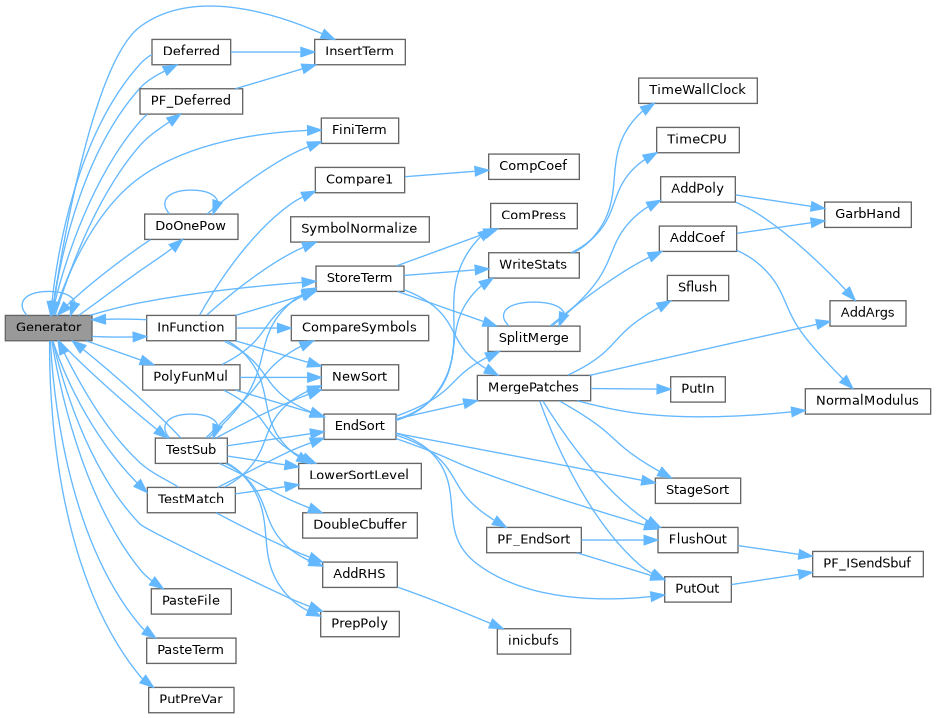 Generator
Deferred
PF_Deferred
DoOnePow
InFunction
PolyFunMul
TestSub
TestMatch
PasteFile
PasteTerm
PutPreVar
InsertTerm
FiniTerm
Compare1
SymbolNormalize
StoreTerm
CompareSymbols
NewSort
EndSort
LowerSortLevel
DoubleCbuffer
AddRHS
PrepPoly
CompCoef
ComPress
WriteStats
SplitMerge
MergePatches
PF_EndSort
inicbufs
TimeWallClock
TimeCPU
AddPoly
AddCoef
Sflush
PutIn
StageSort
FlushOut
PutOut
GarbHand
AddArgs
NormalModulus
PF_ISendSbuf